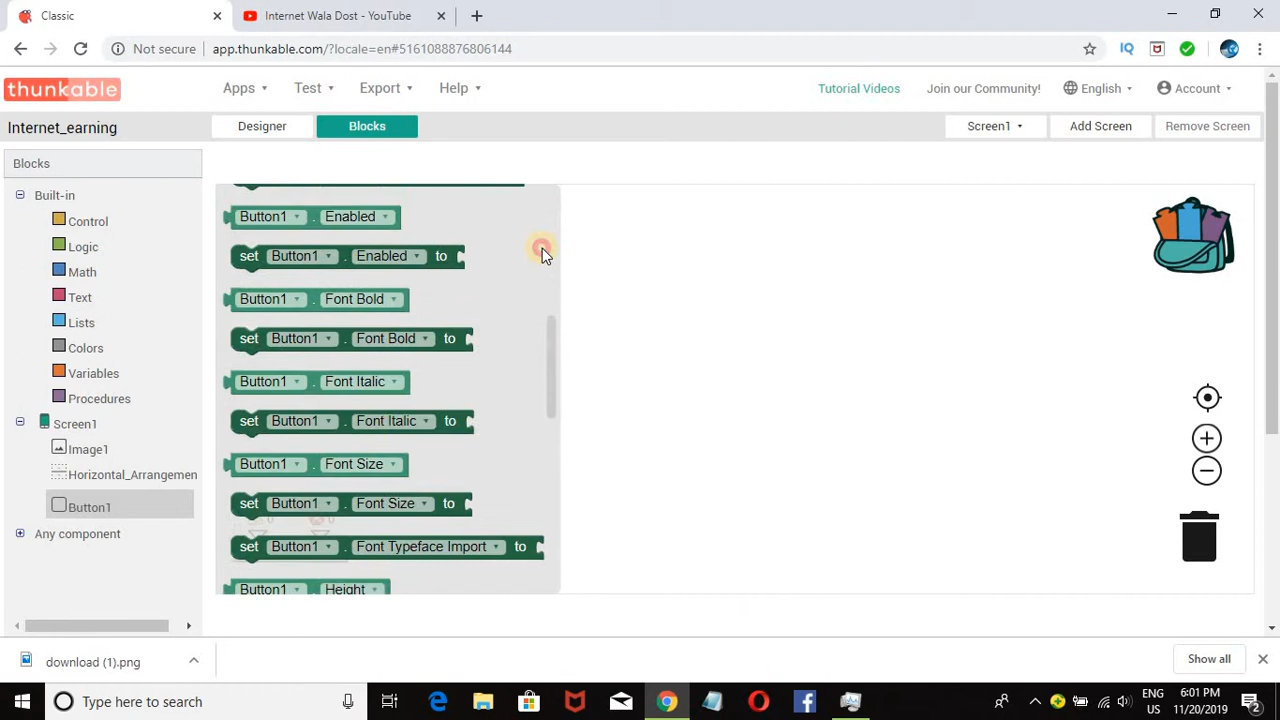 Classic
Internet Wala Dost - YouTube
Not secure app.thunkable.com/?locale=en#5161088876806144
thunkable Apps Test Export Help Tutorial Videos Join our Community! English Account
Internet_earning Designer Blocks Screen1 Add Screen Remove Screen
Blocks
Built-in
Control
Logic
Math
Text
Lists
Colors
Variables
Procedures
Screen1
Image1
Horizontal_Arrangemen
Button1
Any component
Button1 . Enabled
set Button1 . Enabled to
Button1 . Font Bold
set Button1 . Font Bold to
Button1 . Font Italic
set Button1 . Font Italic to
Button1 . Font Size
set Button1 . Font Size to
set Button1 . Font Typeface Import to
Button1 . Height
download (1).png Show all
Type here to search
ENG
US
6:01 PM
11/20/2019
2